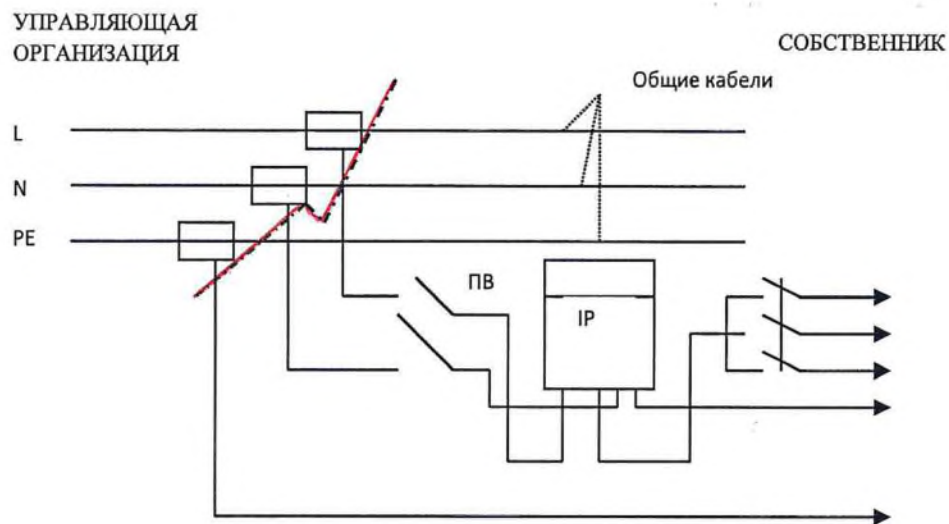 УПРАВЛЯЮЩАЯ
ОРГАНИЗАЦИЯ
СОБСТВЕННИК
Общие кабели
L
N
PE
ПВ
IP